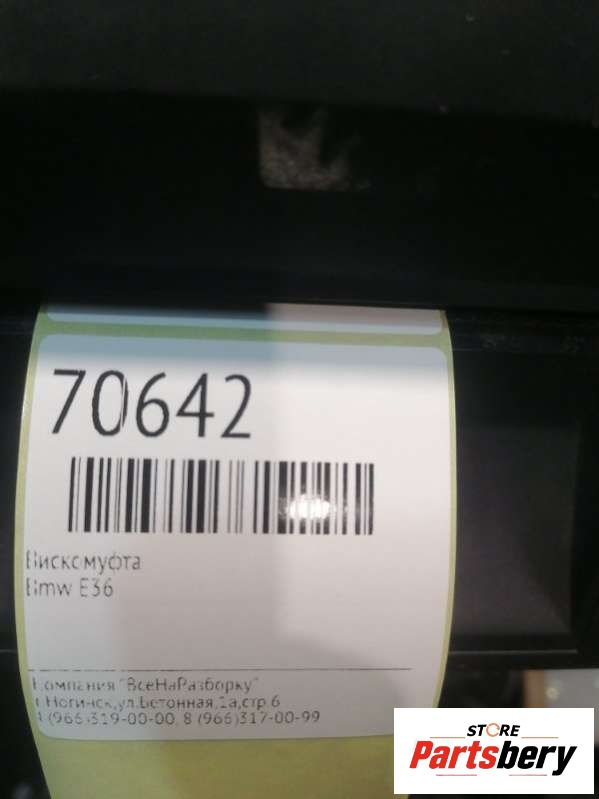 70642
Вискомуфта
Bmw E36
Компания "ВсеНаРазборку"
г.Ногинск,ул.Бетонная,1а,стр.6
8 (966)319-00-00, 8 (966)317-00-99
STORE
Partsbery